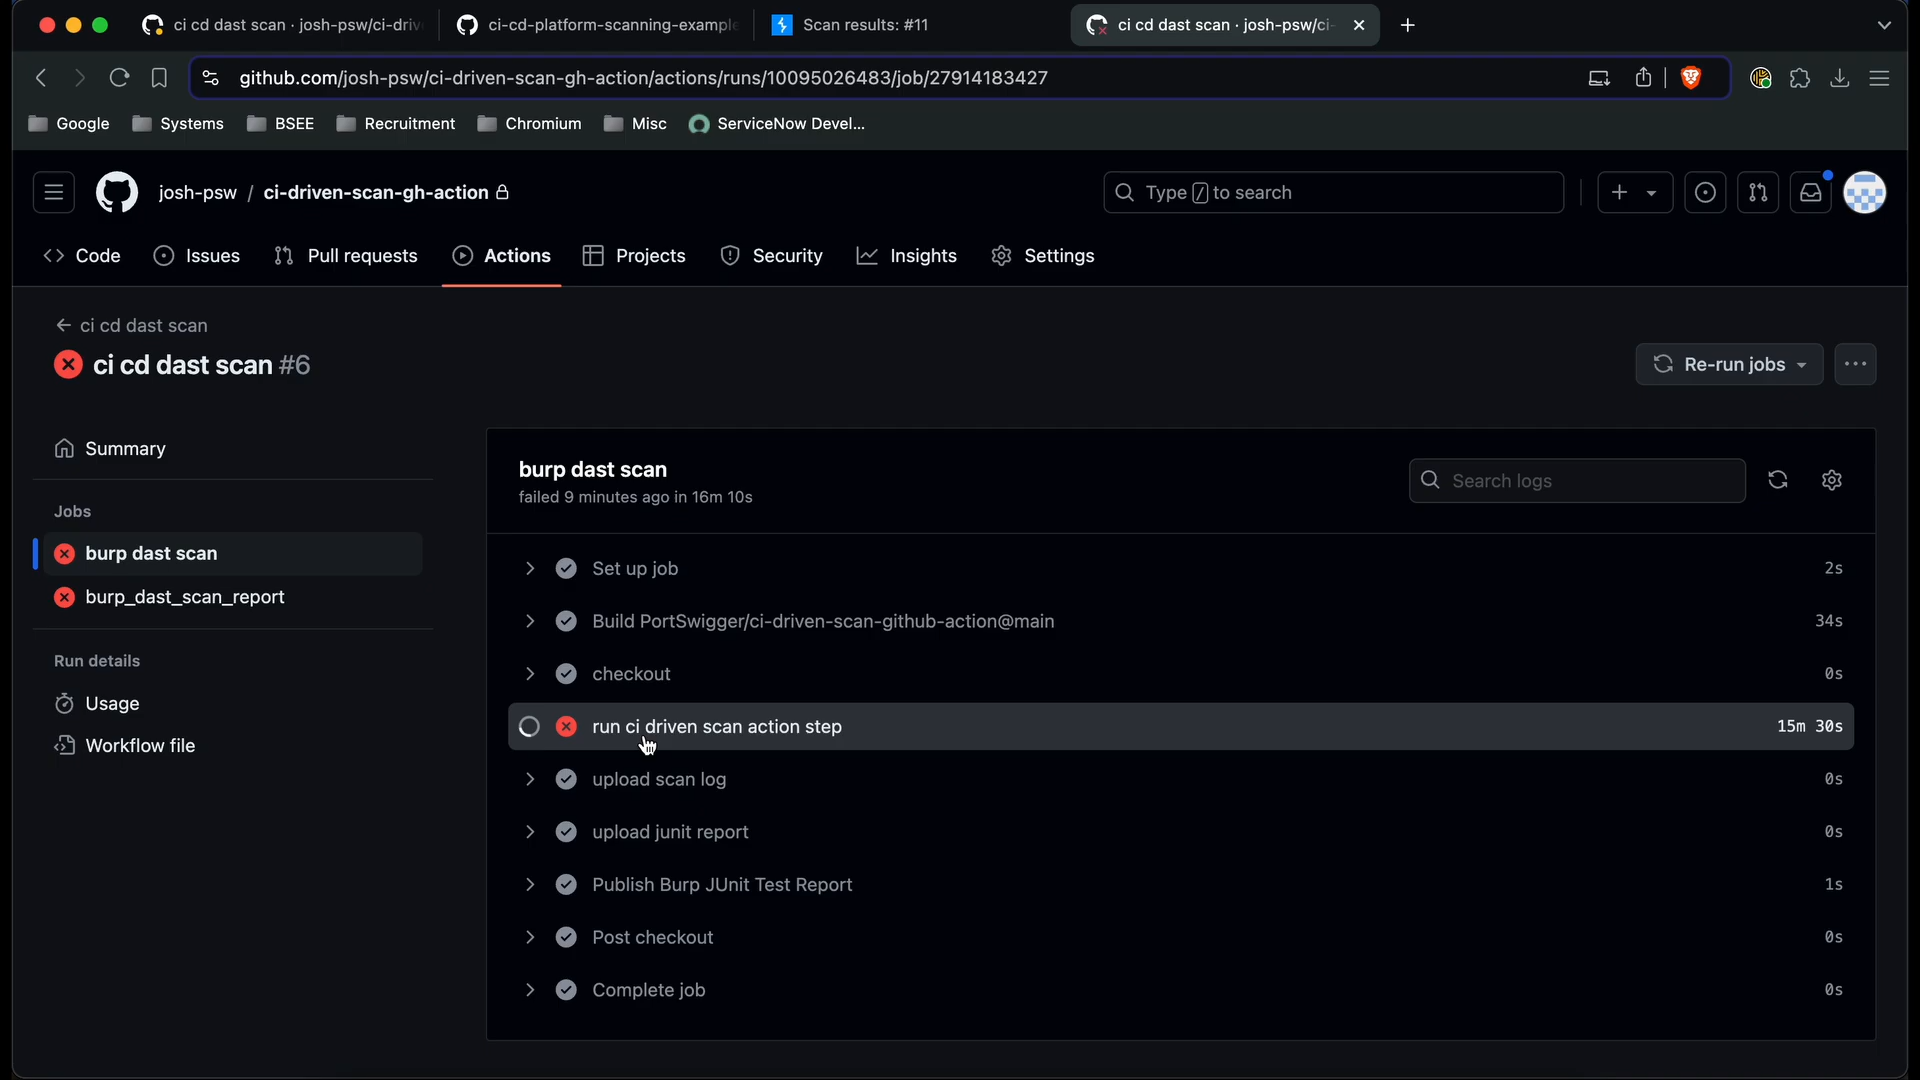 ci cd dast scan · josh-psw/ci-driv
ci-cd-platform-scanning-example
Scan results: #11
ci cd dast scan · josh-psw/ci-
github.com/josh-psw/ci-driven-scan-gh-action/actions/runs/10095026483/job/27914183427
Google
Systems
BSEE
Recruitment
Chromium
Misc
ServiceNow Devel...
josh-psw / ci-driven-scan-gh-action
Type / to search
Code
Issues
Pull requests
Actions
Projects
Security
Insights
Settings
ci cd dast scan
ci cd dast scan #6
Re-run jobs
Summary
Jobs
burp dast scan
burp_dast_scan_report
Run details
Usage
Workflow file
burp dast scan
failed 9 minutes ago in 16m 10s
Search logs
Set up job 2s
Build PortSwigger/ci-driven-scan-github-action@main 34s
checkout 0s
run ci driven scan action step 15m 30s
upload scan log 0s
upload junit report 0s
Publish Burp JUnit Test Report 1s
Post checkout 0s
Complete job 0s